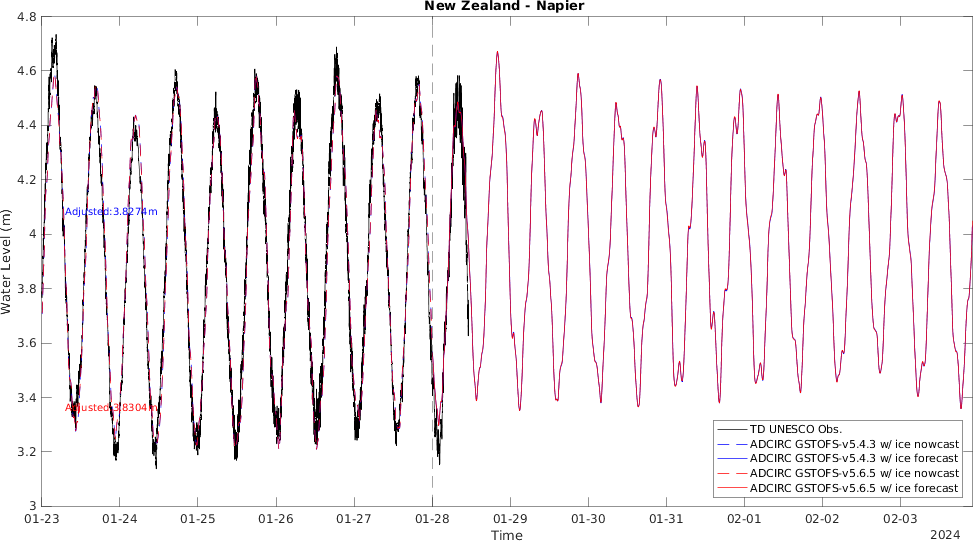 New Zealand - Napier
4.8
4.6
4.4
4.2
4
3.8
3.6
3.4
3.2
3
Water Level (m)
Adjusted:3.8274m
Adjusted:3.8304m
TD UNESCO Obs.
ADCIRC GSTOFS-v5.4.3 w/ ice nowcast
ADCIRC GSTOFS-v5.4.3 w/ ice forecast
ADCIRC GSTOFS-v5.6.5 w/ ice nowcast
ADCIRC GSTOFS-v5.6.5 w/ ice forecast
01-23 01-24 01-25 01-26 01-27 01-28 01-29 01-30 01-31 02-01 02-02 02-03
Time
2024